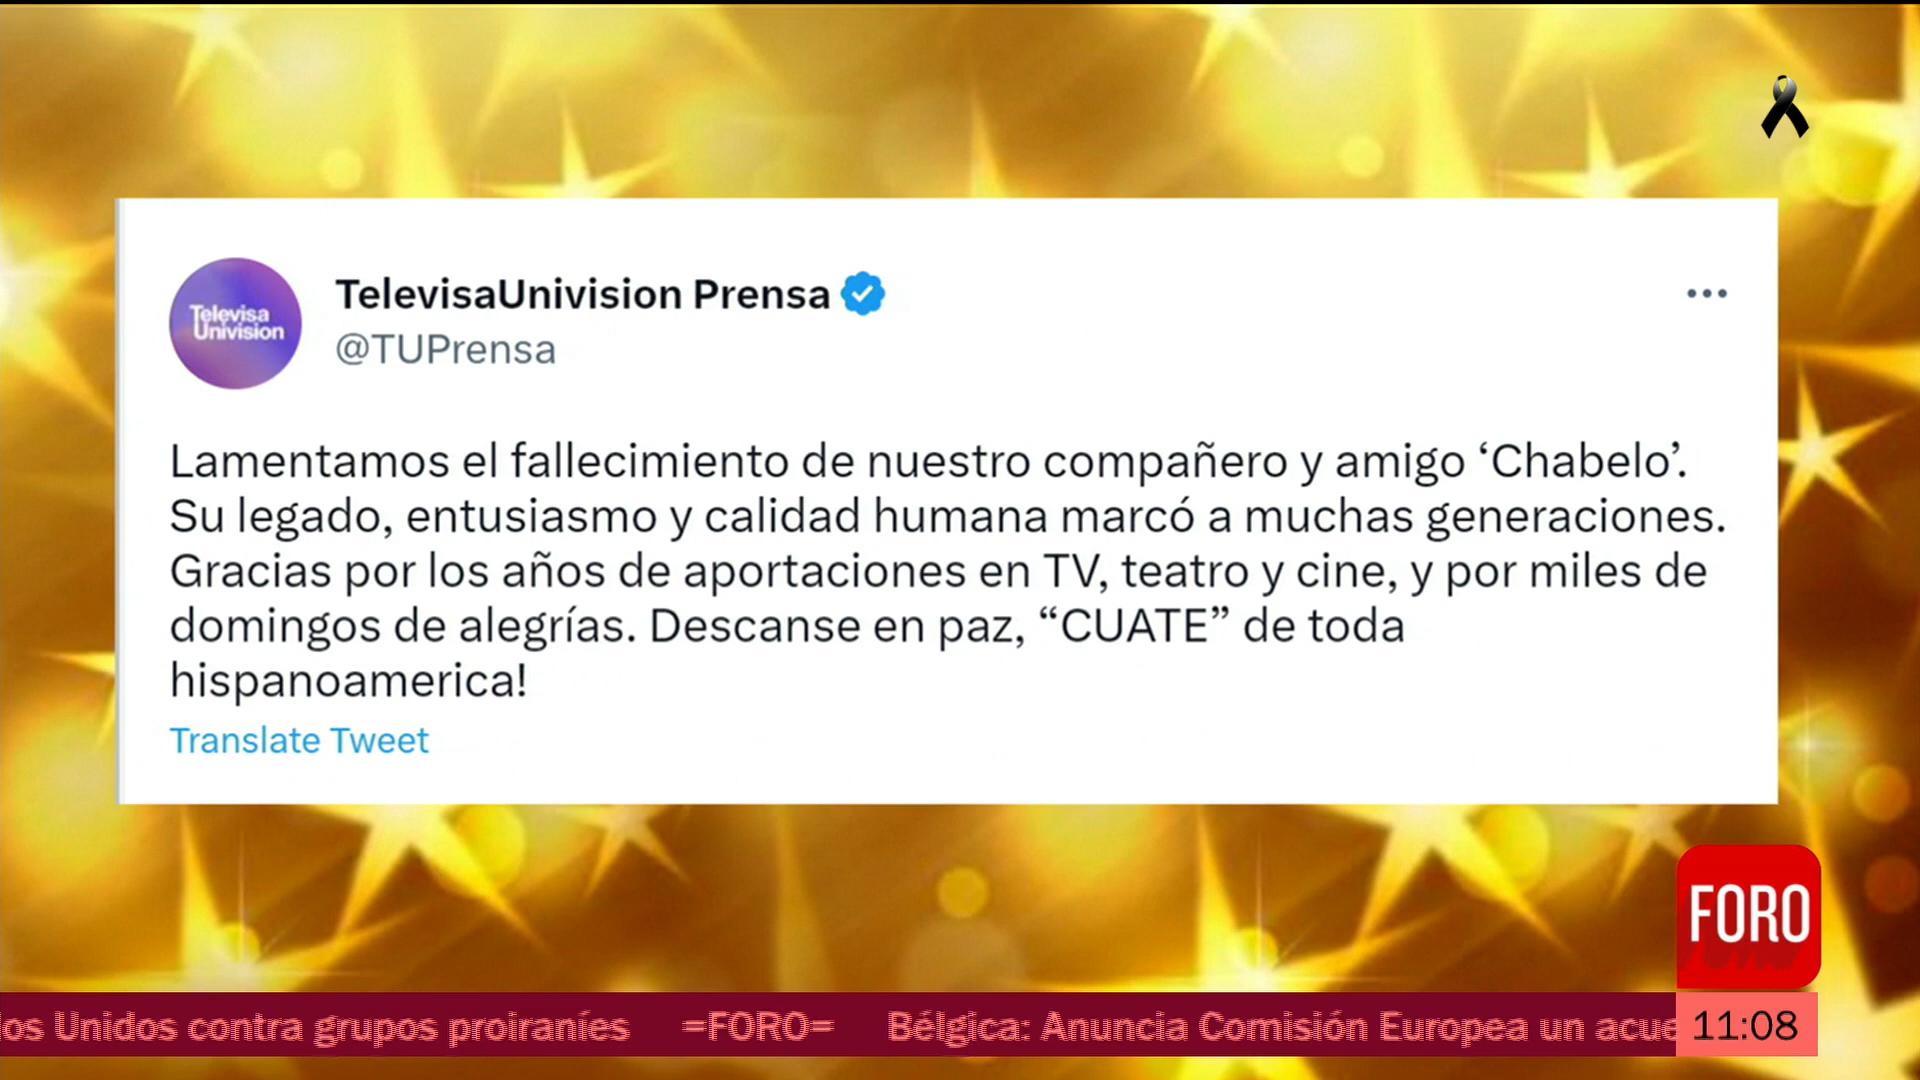 Televisa
Univision
TelevisaUnivision Prensa
@TUPrensa
Lamentamos el fallecimiento de nuestro compañero y amigo ‘Chabelo’.
Su legado, entusiasmo y calidad humana marcó a muchas generaciones.
Gracias por los años de aportaciones en TV, teatro y cine, y por miles de
domingos de alegrías. Descanse en paz, “CUATE” de toda
hispanoamerica!
Translate Tweet
FORO
los Unidos contra grupos proiraníes =FORO= Bélgica: Anuncia Comisión Europea un acue
11:08